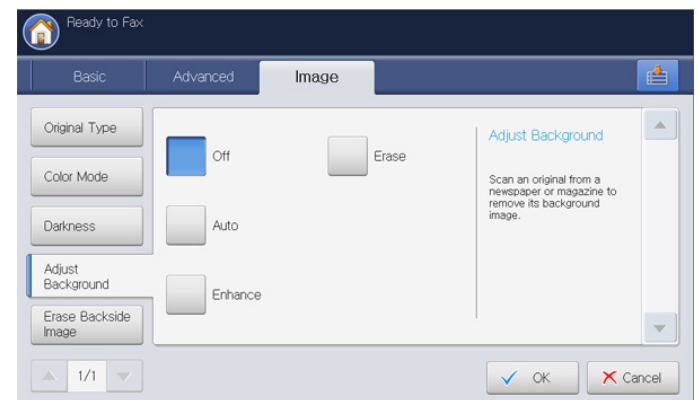 Ready to Fax
Basic
Advanced
Image
Original Type
Color Mode
Darkness
Adjust
Background
Erase Backside
Image
1/1
Off
Erase
Auto
Enhance
Adjust Background
Scan an original from a
newspaper or magazine to
remove its background
image.
OK
Cancel